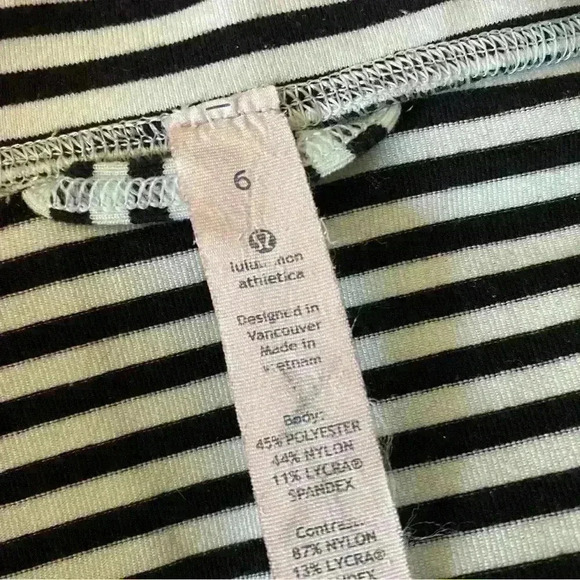 6
lululemon
athletica
Designed in
Vancouver
Made in
Vietnam
Body:
45% POLYESTER
44% NYLON
11% LYCRA®
SPANDEX
Contrast:
87% NYLON
13% LYCRA®
SPANDEX